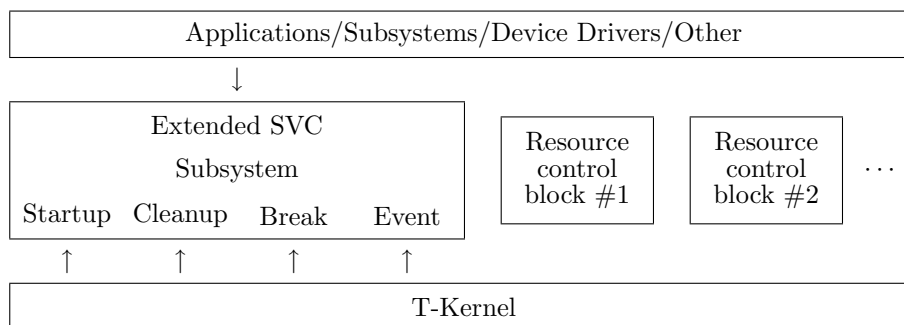 Applications/Subsystems/Device Drivers/Other
↓
Extended SVC
Subsystem
Startup Cleanup Break Event
Resource
control
block #1
Resource
control
block #2
· · ·
↑ ↑ ↑ ↑
T-Kernel